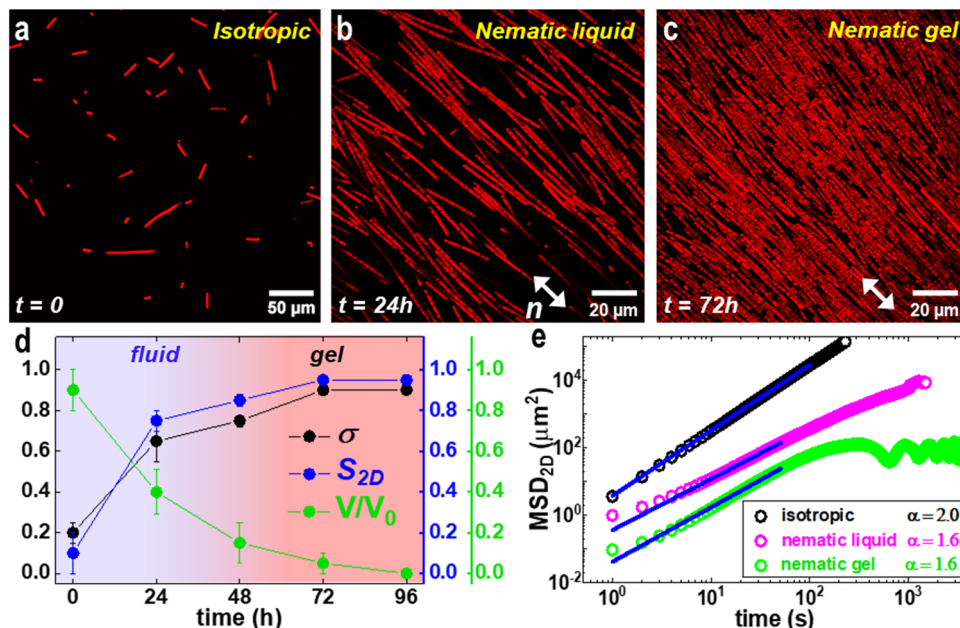 a Isotropic
t = 0
50 μm
b Nematic liquid
t = 24h
n
20 μm
c Nematic gel
t = 72h
20 μm
d
fluid gel
1.0 1.0 1.0
0.8 0.8 0.8
0.6 0.6 0.6
0.4 0.4 0.4
0.2 0.2 0.2
0.0 0.0 0.0
σ
S2D
V/V0
0 24 48 72 96
time (h)
e
MSD2D (μm²)
10⁴
10²
10⁰
10⁻²
isotropic α=2.0
nematic liquid α=1.6
nematic gel α=1.6
10⁰ 10¹ 10² 10³
time (s)